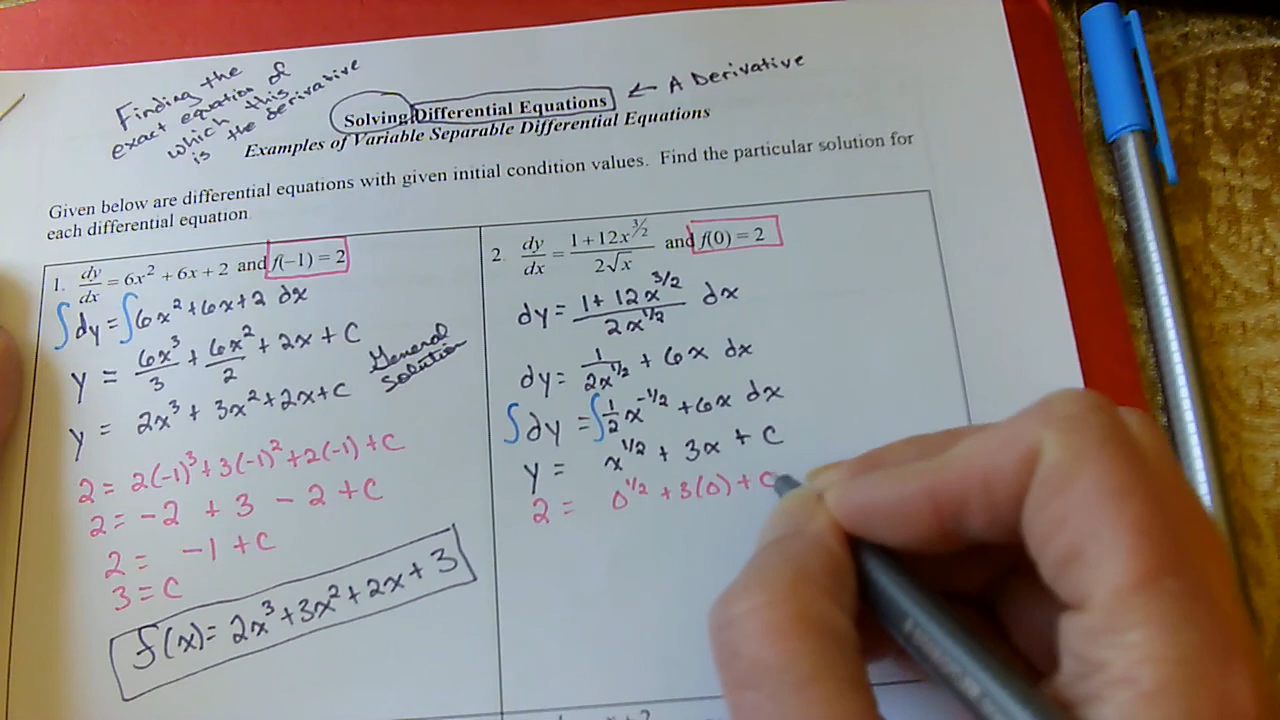 Finding the
exact equation of
which this
is the derivative
Solving Differential Equations ← A Derivative
Examples of Variable Separable Differential Equations
Given below are differential equations with given initial condition values. Find the particular solution for
each differential equation.
1. dy/dx = 6x² + 6x + 2 and f(−1) = 2
∫dy = ∫6x² + 6x + 2 dx
y = 6x³/3 + 6x²/2 + 2x + C
General
Solution
y = 2x³ + 3x² + 2x + C
2 = 2(-1)³ + 3(-1)² + 2(-1) + C
2 = -2 + 3 - 2 + C
2 = -1 + C
3 = C
f(x) = 2x³ + 3x² + 2x + 3
2. dy/dx = (1 + 12x^3/2)/(2√x) and f(0) = 2
dy = (1 + 12x^3/2)/(2x^1/2) dx
dy = 1/(2x^1/2) + 6x dx
∫dy = ∫1/2 x^-1/2 + 6x dx
y = x^1/2 + 3x + C
2 = 0^1/2 + 3(0) + C